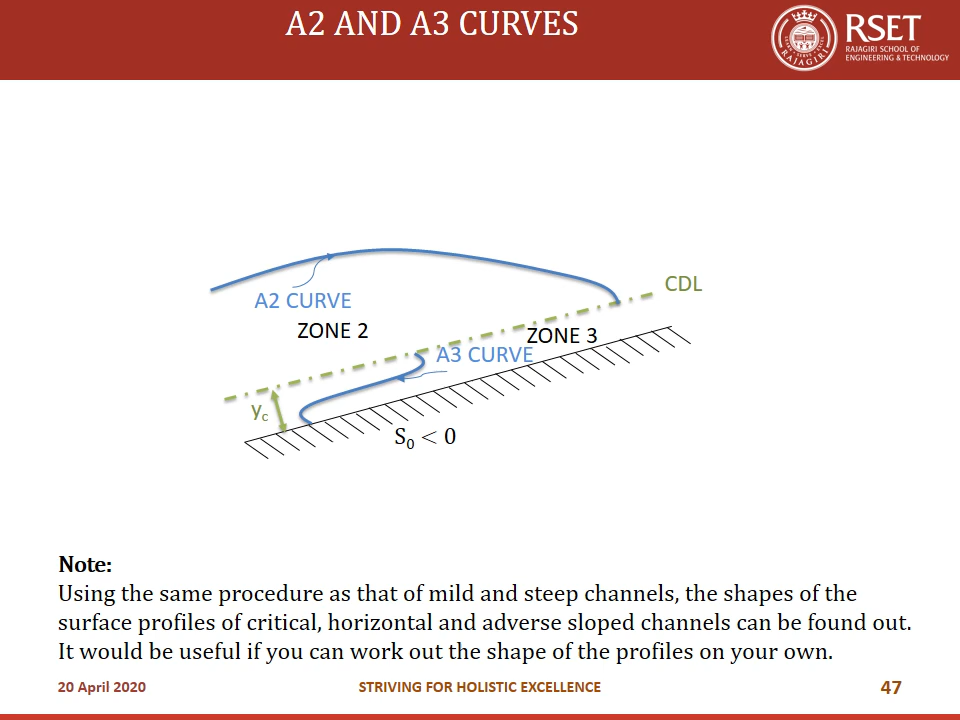 A2 AND A3 CURVES
RSET
RAJAGIRI SCHOOL OF
ENGINEERING & TECHNOLOGY
RAJAGIRI
CDL
A2 CURVE
ZONE 2
ZONE 3
A3 CURVE
yc
S0 < 0
Note:
Using the same procedure as that of mild and steep channels, the shapes of the
surface profiles of critical, horizontal and adverse sloped channels can be found out.
It would be useful if you can work out the shape of the profiles on your own.
20 April 2020
STRIVING FOR HOLISTIC EXCELLENCE
47